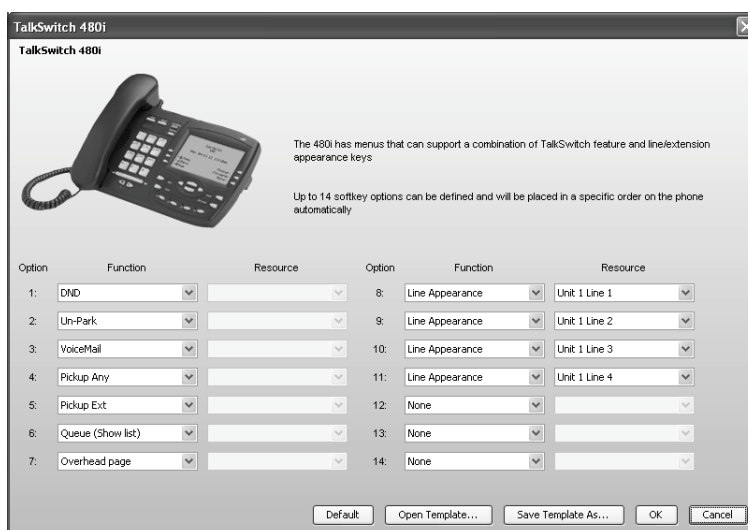 TalkSwitch 480i
TalkSwitch 480i
The 480i has menus that can support a combination of TalkSwitch feature and line/extension
appearance keys
Up to 14 softkey options can be defined and will be placed in a specific order on the phone
automatically
Option Function Resource Option Function Resource
1: DND 8: Line Appearance Unit 1 Line 1
2: Un-Park 9: Line Appearance Unit 1 Line 2
3: VoiceMail 10: Line Appearance Unit 1 Line 3
4: Pickup Any 11: Line Appearance Unit 1 Line 4
5: Pickup Ext 12: None
6: Queue (Show list) 13: None
7: Overhead page 14: None
Default Open Template... Save Template As... OK Cancel